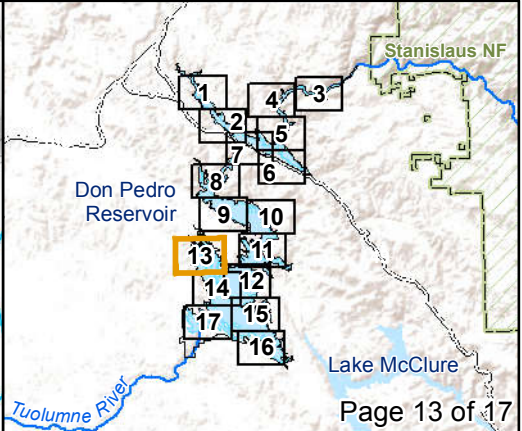 Stanislaus NF
1
4
3
2
5
7
6
8
Don Pedro
Reservoir
9
10
13
11
14
12
17
15
16
Lake McClure
Tuolumne River
Page 13 of 17